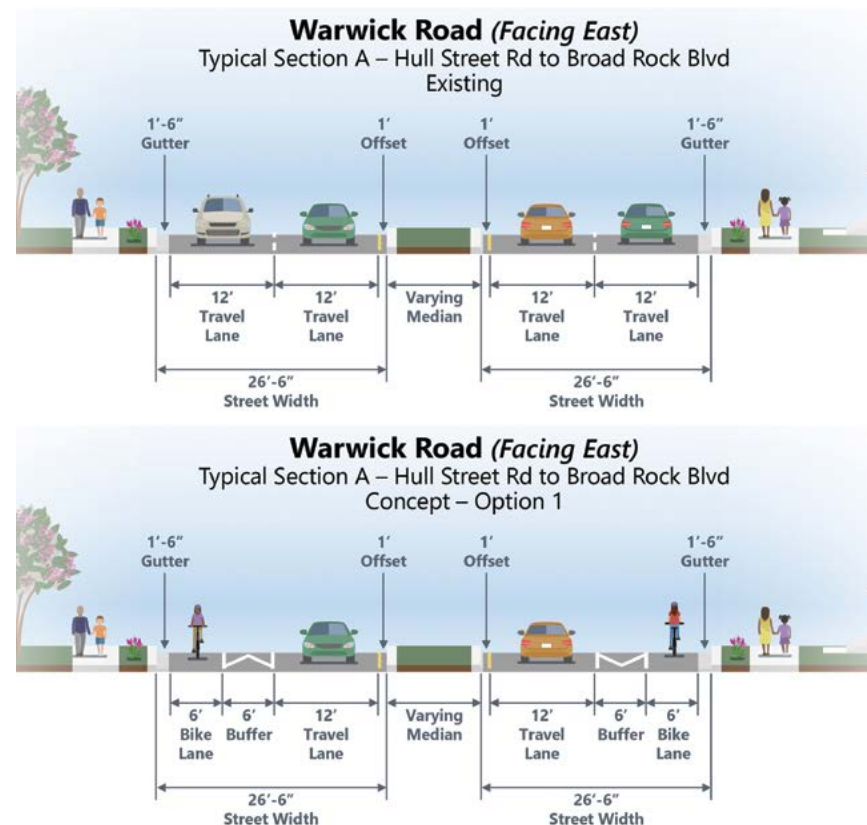 Warwick Road (Facing East)
Typical Section A – Hull Street Rd to Broad Rock Blvd
Existing
1'-6"
Gutter
1'
Offset
1'
Offset
1'-6"
Gutter
12'
Travel
Lane
12'
Travel
Lane
Varying
Median
12'
Travel
Lane
12'
Travel
Lane
26'-6"
Street Width
26'-6"
Street Width
Warwick Road (Facing East)
Typical Section A – Hull Street Rd to Broad Rock Blvd
Concept – Option 1
1'-6"
Gutter
1'
Offset
1'
Offset
1'-6"
Gutter
6'
Bike
Lane
6'
Buffer
12'
Travel
Lane
Varying
Median
12'
Travel
Lane
6'
Buffer
6'
Bike
Lane
26'-6"
Street Width
26'-6"
Street Width